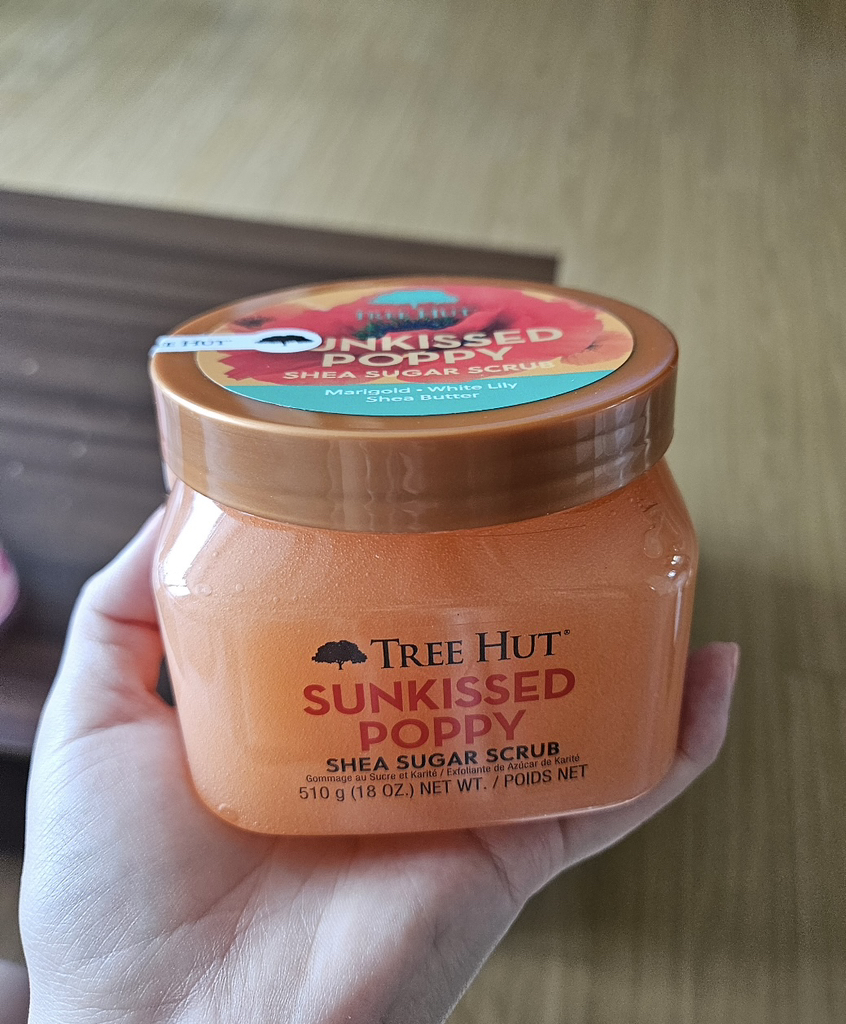 TREE HUT
UNKISSED
POPPY
SHEA SUGAR SCRUB
Marigold • White Lily
Shea Butter
E HUT
TREE HUT®
SUNKISSED
POPPY
SHEA SUGAR SCRUB
Gommage au Sucre et Karité / Exfoliante de Azúcar de Karité
510 g (18 OZ.) NET WT. / POIDS NET